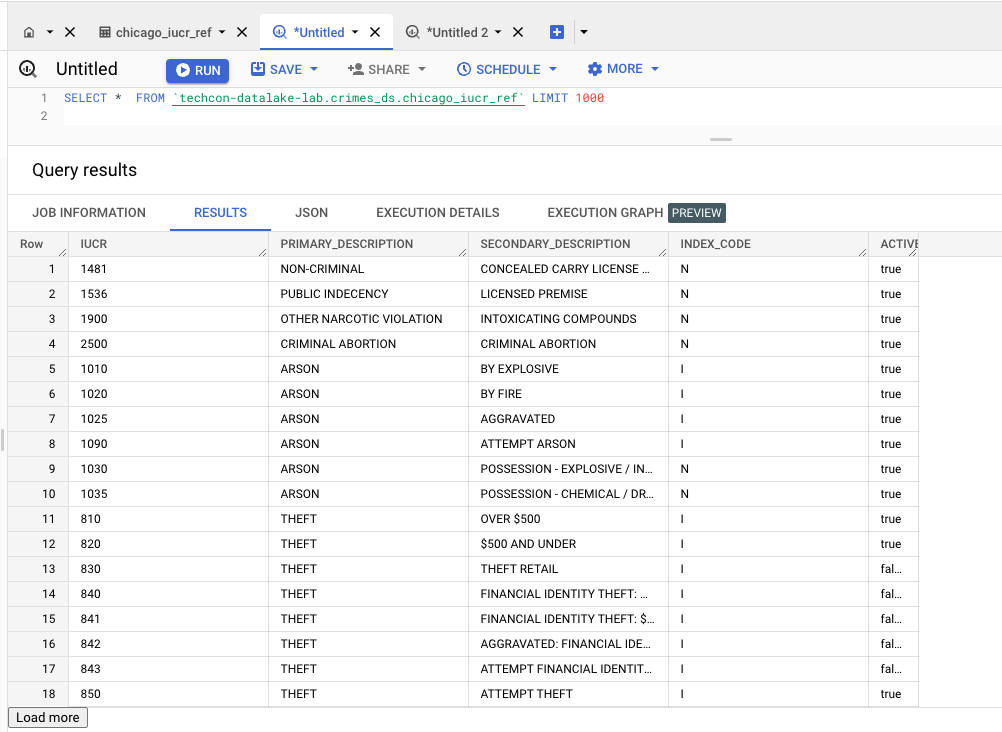 chicago_iucr_ref *Untitled *Untitled 2
Untitled RUN SAVE SHARE SCHEDULE MORE
1 SELECT * FROM `techcon-datalake-lab.crimes_ds.chicago_iucr_ref` LIMIT 1000
2
Query results
JOB INFORMATION RESULTS JSON EXECUTION DETAILS EXECUTION GRAPH PREVIEW
Row IUCR PRIMARY_DESCRIPTION SECONDARY_DESCRIPTION INDEX_CODE ACTIVE
1 1481 NON-CRIMINAL CONCEALED CARRY LICENSE ... N true
2 1536 PUBLIC INDECENCY LICENSED PREMISE N true
3 1900 OTHER NARCOTIC VIOLATION INTOXICATING COMPOUNDS N true
4 2500 CRIMINAL ABORTION CRIMINAL ABORTION N true
5 1010 ARSON BY EXPLOSIVE I true
6 1020 ARSON BY FIRE I true
7 1025 ARSON AGGRAVATED I true
8 1090 ARSON ATTEMPT ARSON I true
9 1030 ARSON POSSESSION - EXPLOSIVE / IN... N true
10 1035 ARSON POSSESSION - CHEMICAL / DR... N true
11 810 THEFT OVER $500 I true
12 820 THEFT $500 AND UNDER I true
13 830 THEFT THEFT RETAIL I fal...
14 840 THEFT FINANCIAL IDENTITY THEFT: ... I fal...
15 841 THEFT FINANCIAL IDENTITY THEFT: $... I fal...
16 842 THEFT AGGRAVATED: FINANCIAL IDE... I fal...
17 843 THEFT ATTEMPT FINANCIAL IDENTIT... I fal...
18 850 THEFT ATTEMPT THEFT I true
Load more